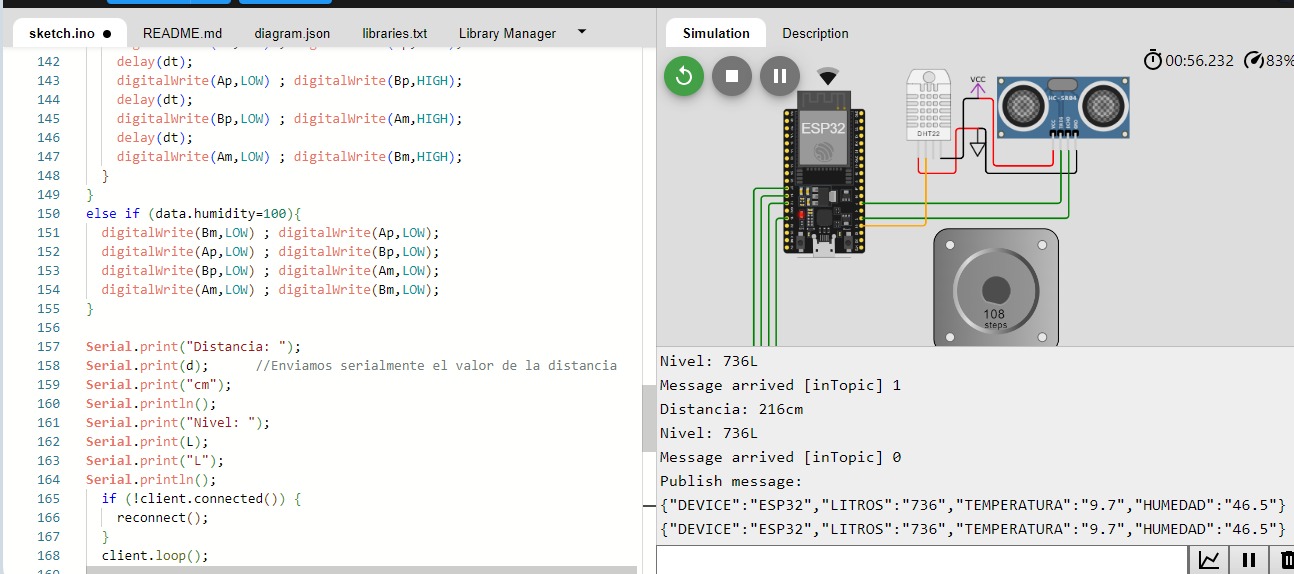 sketch.ino ● README.md diagram.json libraries.txt Library Manager
142 delay(dt);
143 digitalWrite(Ap,LOW) ; digitalWrite(Bp,HIGH);
144 delay(dt);
145 digitalWrite(Bp,LOW) ; digitalWrite(Am,HIGH);
146 delay(dt);
147 digitalWrite(Am,LOW) ; digitalWrite(Bm,HIGH);
148 }
149 }
150 else if (data.humidity=100){
151 digitalWrite(Bm,LOW) ; digitalWrite(Ap,LOW);
152 digitalWrite(Ap,LOW) ; digitalWrite(Bp,LOW);
153 digitalWrite(Bp,LOW) ; digitalWrite(Am,LOW);
154 digitalWrite(Am,LOW) ; digitalWrite(Bm,LOW);
155 }
156
157 Serial.print("Distancia: ");
158 Serial.print(d); //Enviamos serialmente el valor de la distancia
159 Serial.print("cm");
160 Serial.println();
161 Serial.print("Nivel: ");
162 Serial.print(L);
163 Serial.print("L");
164 Serial.println();
165 if (!client.connected()) {
166 reconnect();
167 }
168 client.loop();
Simulation Description
00:56.232 83%
VCC
HC-SR04
ESP32
DHT22
108
steps
Nivel: 736L
Message arrived [inTopic] 1
Distancia: 216cm
Nivel: 736L
Message arrived [inTopic] 0
Publish message:
{"DEVICE":"ESP32","LITROS":"736","TEMPERATURA":"9.7","HUMEDAD":"46.5"}
{"DEVICE":"ESP32","LITROS":"736","TEMPERATURA":"9.7","HUMEDAD":"46.5"}